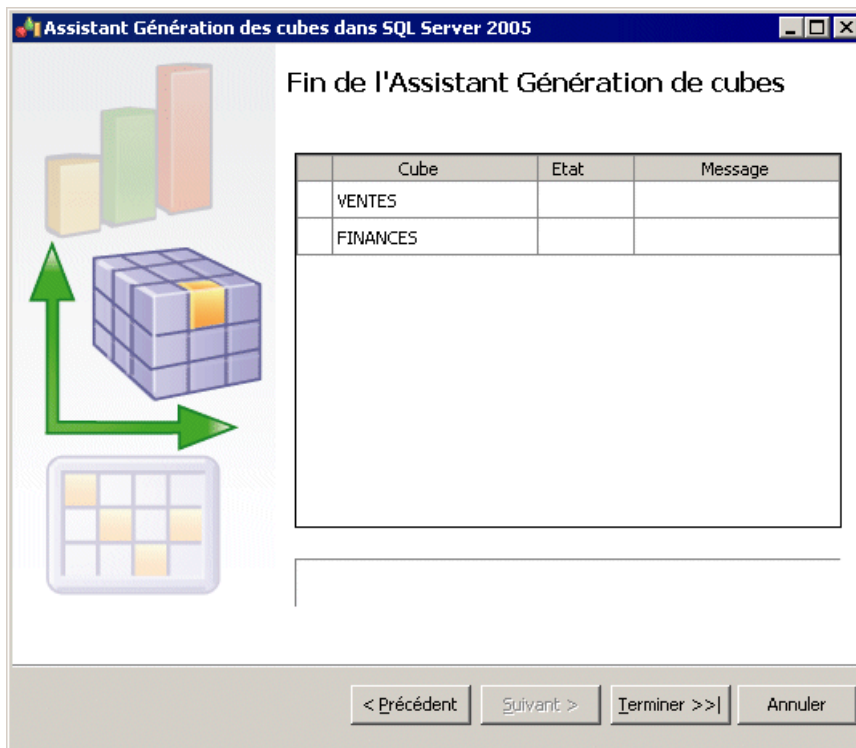 Assistant Génération des cubes dans SQL Server 2005
Fin de l'Assistant Génération de cubes
Cube Etat Message
VENTES
FINANCES
< Précédent Suivant > Terminer >>| Annuler